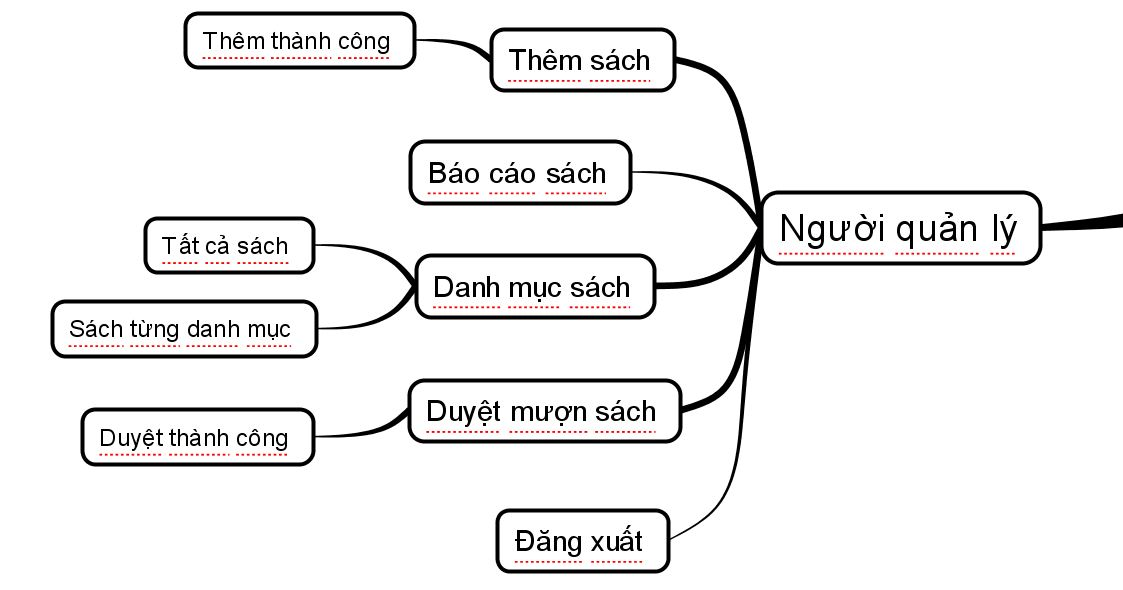 Thêm thành công
Thêm sách
Báo cáo sách
Người quản lý
Tất cả sách
Danh mục sách
Sách từng danh mục
Duyệt mượn sách
Duyệt thành công
Đăng xuất